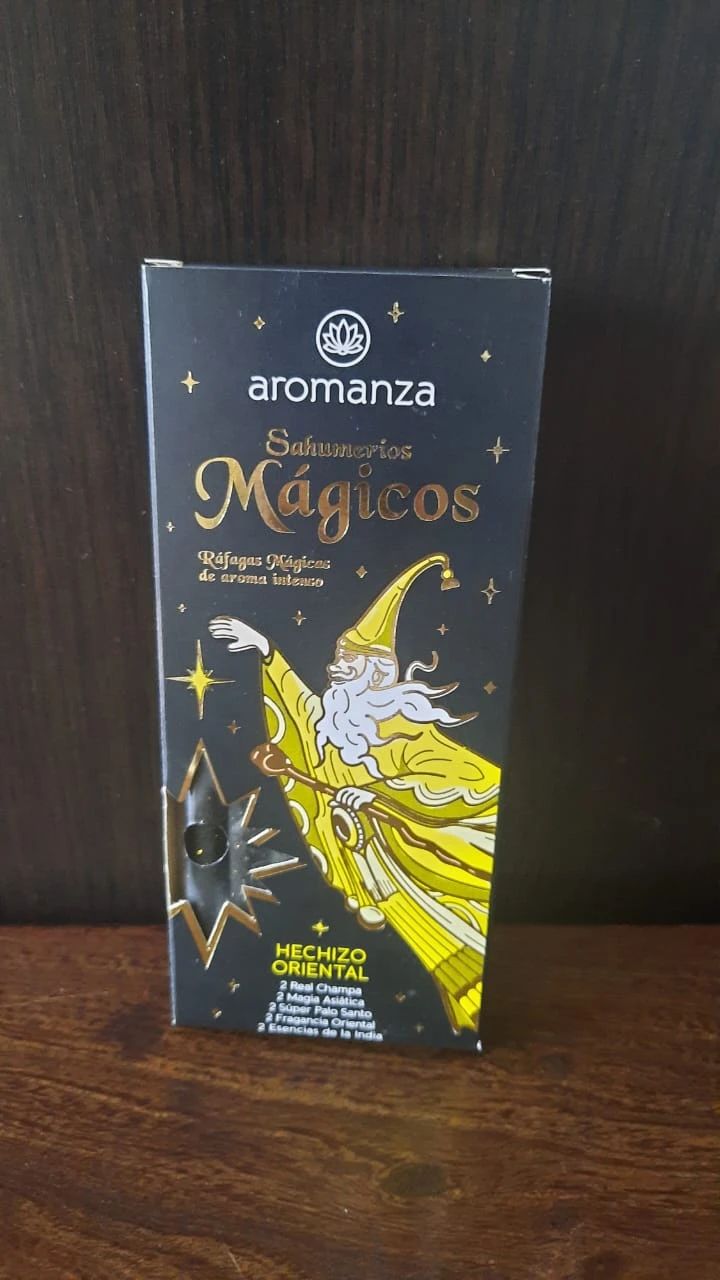 aromanza
Sahumerios
Mágicos
Ráfagas Mágicas
de aroma intenso
HECHIZO
ORIENTAL
2 Real Champa
2 Magia Asiática
2 Súper Palo Santo
2 Fragancia Oriental
2 Esencias de la India